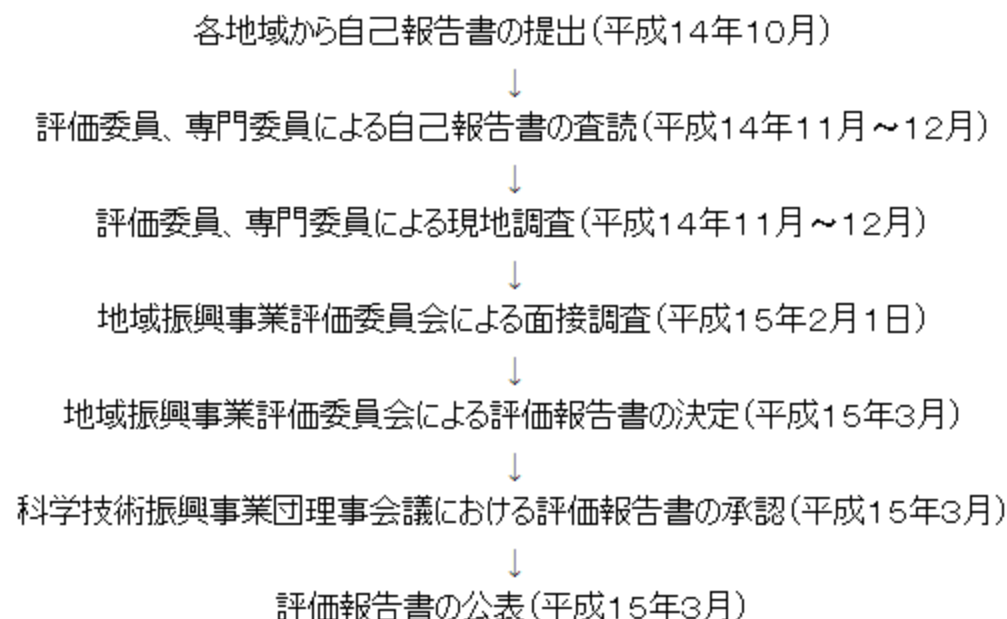 各地域から自己報告書の提出(平成14年10月)
↓
評価委員、専門委員による自己報告書の査読(平成14年11月～12月)
↓
評価委員、専門委員による現地調査(平成14年11月～12月)
↓
地域振興事業評価委員会による面接調査(平成15年2月1日)
↓
地域振興事業評価委員会による評価報告書の決定(平成15年3月)
↓
科学技術振興事業団理事会議における評価報告書の承認(平成15年3月)
↓
評価報告書の公表(平成15年3月)